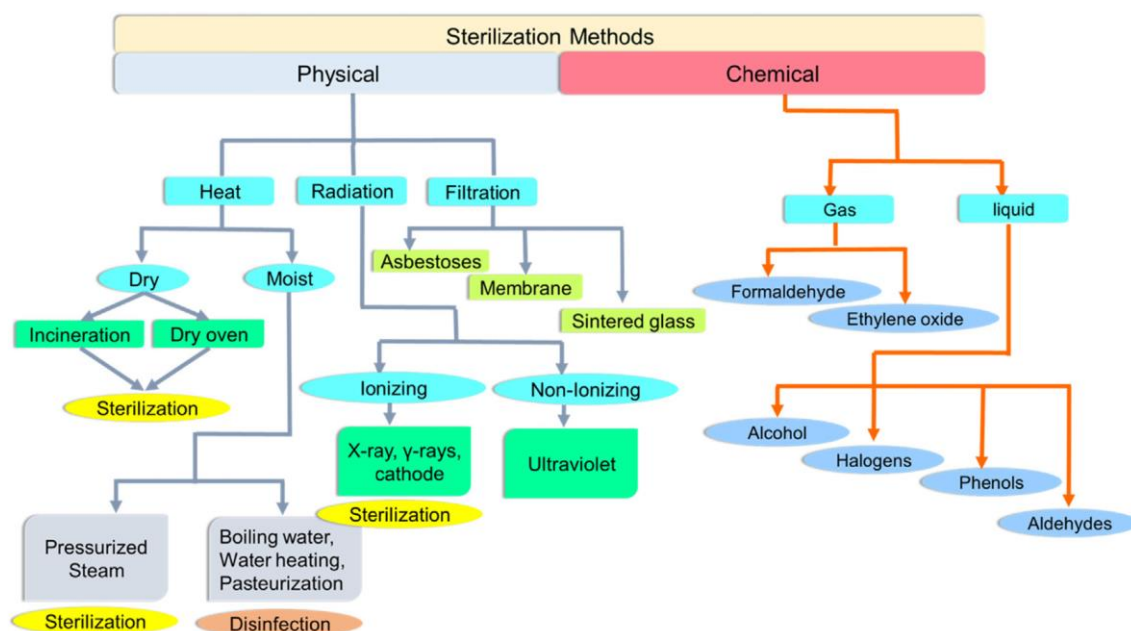 Sterilization Methods
Physical
Chemical
Heat
Radiation
Filtration
Gas
liquid
Asbestoses
Membrane
Sintered glass
Dry
Moist
Formaldehyde
Ethylene oxide
Incineration
Dry oven
Sterilization
Ionizing
Non-Ionizing
X-ray, γ-rays,
cathode
Ultraviolet
Sterilization
Alcohol
Halogens
Phenols
Aldehydes
Pressurized
Steam
Boiling water,
Water heating,
Pasteurization
Sterilization
Disinfection